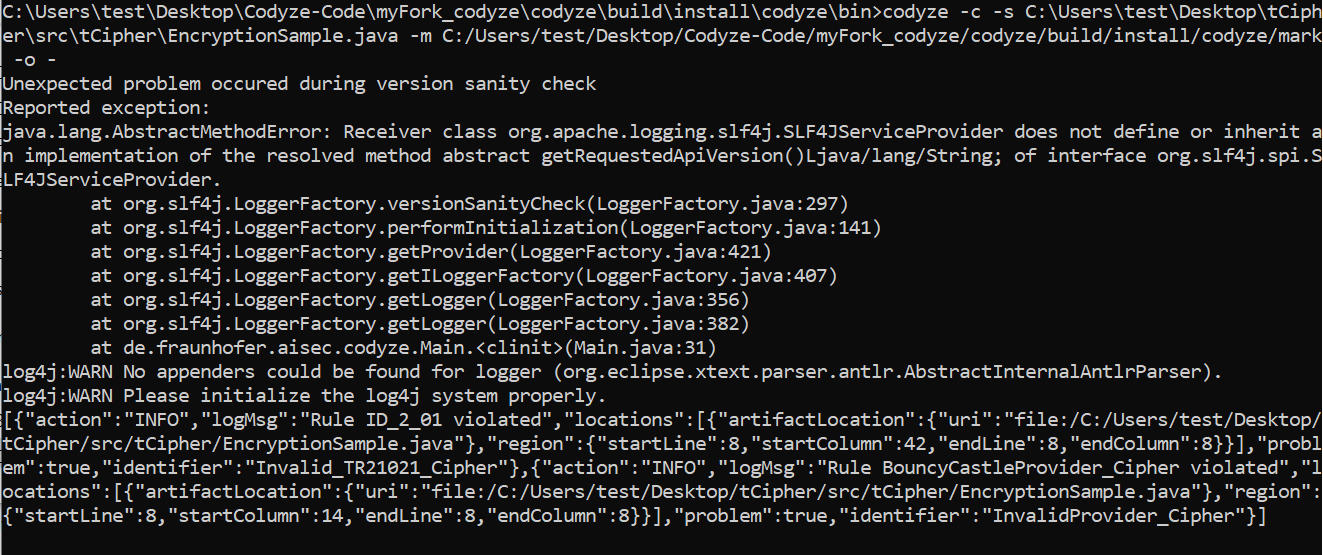 C:\Users\test\Desktop\Codyze-Code\myFork_codyze\codyze\build\install\codyze\bin>codyze -c -s C:\Users\test\Desktop\tCiph
er\src\tCipher\EncryptionSample.java -m C:/Users/test/Desktop/Codyze-Code/myFork_codyze/codyze/build/install/codyze/mark
 -o -
Unexpected problem occured during version sanity check
Reported exception:
java.lang.AbstractMethodError: Receiver class org.apache.logging.slf4j.SLF4JServiceProvider does not define or inherit a
n implementation of the resolved method abstract getRequestedApiVersion()Ljava/lang/String; of interface org.slf4j.spi.S
LF4JServiceProvider.
        at org.slf4j.LoggerFactory.versionSanityCheck(LoggerFactory.java:297)
        at org.slf4j.LoggerFactory.performInitialization(LoggerFactory.java:141)
        at org.slf4j.LoggerFactory.getProvider(LoggerFactory.java:421)
        at org.slf4j.LoggerFactory.getILoggerFactory(LoggerFactory.java:407)
        at org.slf4j.LoggerFactory.getLogger(LoggerFactory.java:356)
        at org.slf4j.LoggerFactory.getLogger(LoggerFactory.java:382)
        at de.fraunhofer.aisec.codyze.Main.<clinit>(Main.java:31)
log4j:WARN No appenders could be found for logger (org.eclipse.xtext.parser.antlr.AbstractInternalAntlrParser).
log4j:WARN Please initialize the log4j system properly.
[{"action":"INFO","logMsg":"Rule ID_2_01 violated","locations":[{"artifactLocation":{"uri":"file:/C:/Users/test/Desktop/
tCipher/src/tCipher/EncryptionSample.java"},"region":{"startLine":8,"startColumn":42,"endLine":8,"endColumn":8}}],"probl
em":true,"identifier":"Invalid_TR21021_Cipher"},{"action":"INFO","logMsg":"Rule BouncyCastleProvider_Cipher violated","l
ocations":[{"artifactLocation":{"uri":"file:/C:/Users/test/Desktop/tCipher/src/tCipher/EncryptionSample.java"},"region":
{"startLine":8,"startColumn":14,"endLine":8,"endColumn":8}}],"problem":true,"identifier":"InvalidProvider_Cipher"}]